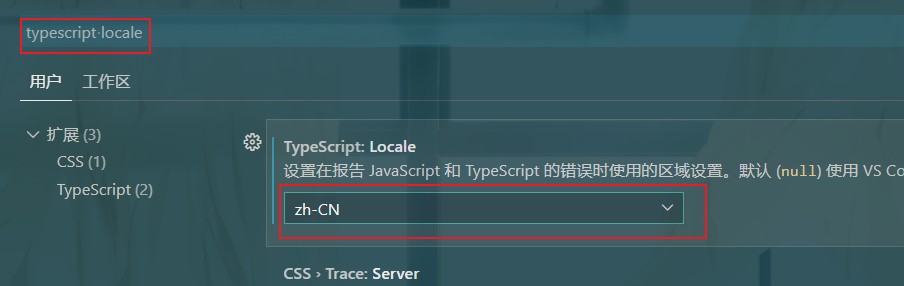 typescript·locale
用户 工作区
扩展 (3)
CSS (1)
TypeScript (2)
TypeScript: Locale
设置在报告 JavaScript 和 TypeScript 的错误时使用的区域设置。默认 (null) 使用 VS Co
zh-CN
CSS › Trace: Server